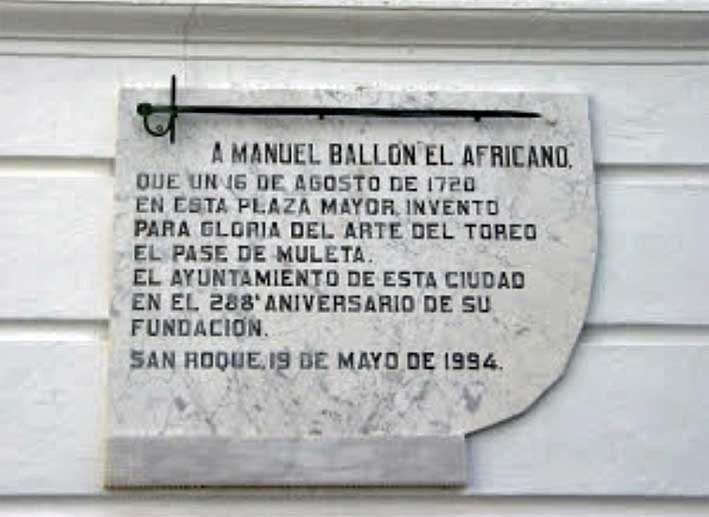 A MANUEL BALLON EL AFRICANO,
QUE UN 16 DE AGOSTO DE 1720
EN ESTA PLAZA MAYOR, INVENTO
PARA GLORIA DEL ARTE DEL TOREO
EL PASE DE MULETA.
EL AYUNTAMIENTO DE ESTA CIUDAD
EN EL 288º ANIVERSARIO DE SU
FUNDACION.
SAN ROQUE, 19 DE MAYO DE 1994.